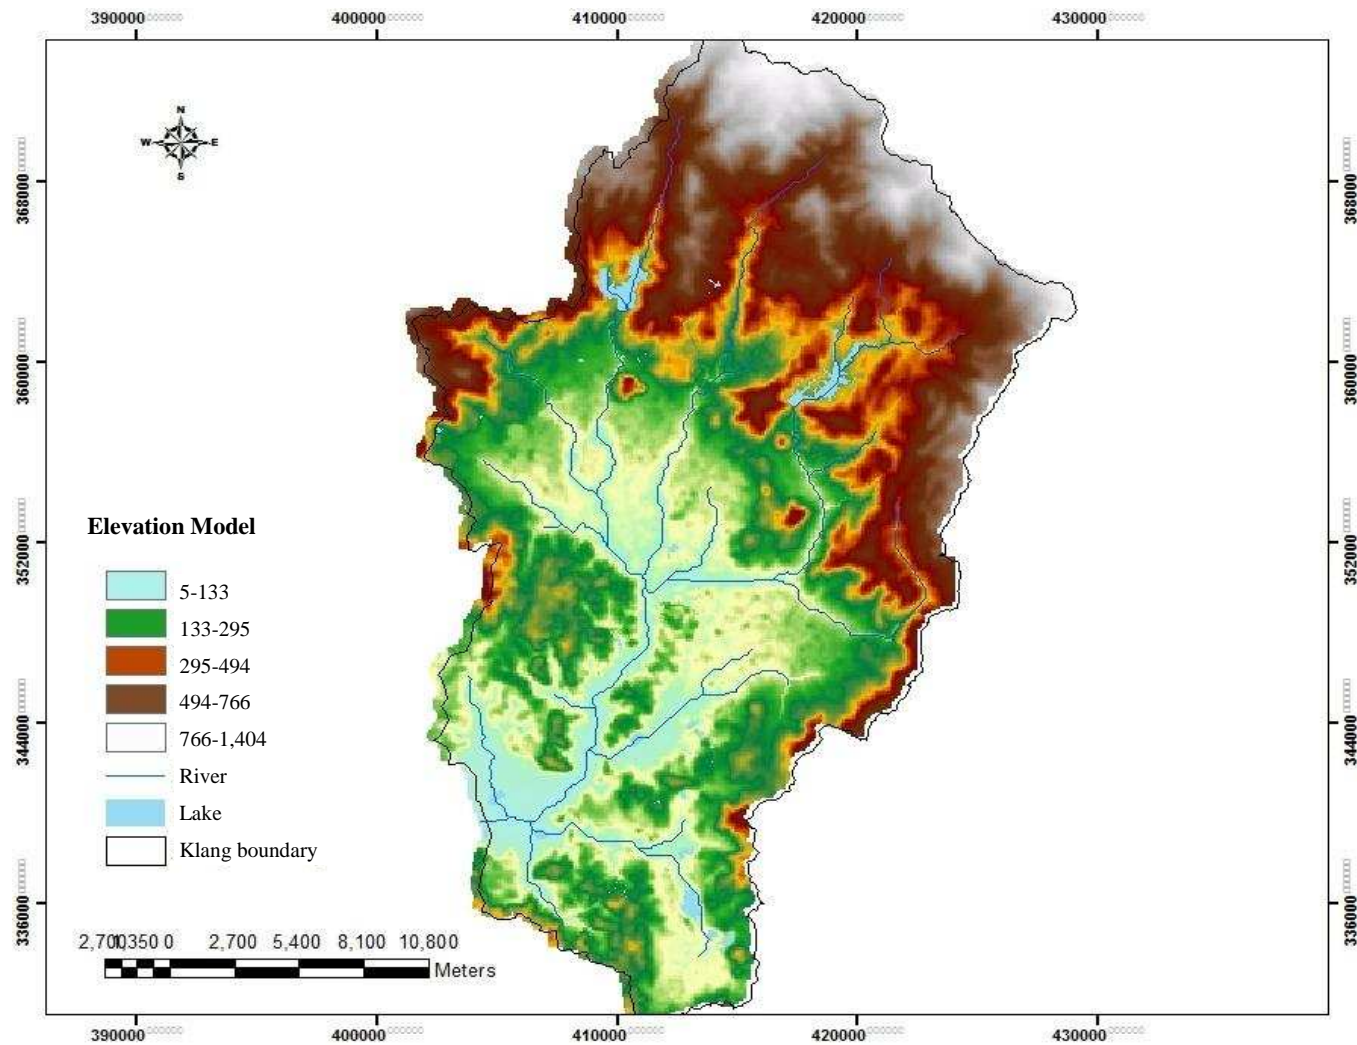 390000 400000 410000 420000 430000
N
W E
S
368000 368000
360000 360000
352000 352000
344000 344000
336000 336000
Elevation Model
5-133
133-295
295-494
494-766
766-1,404
River
Lake
Klang boundary
2,700 1,350 0 2,700 5,400 8,100 10,800
Meters
390000 400000 410000 420000 430000